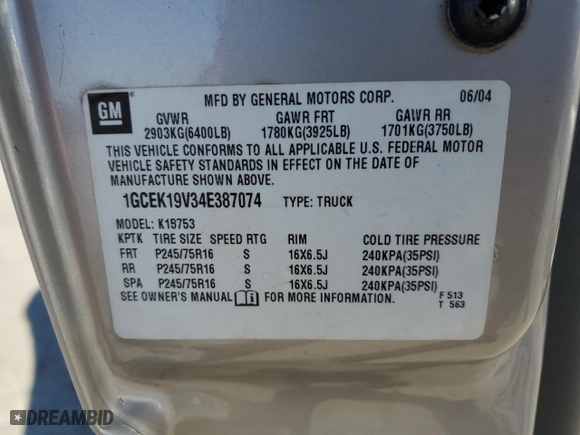 GM
MFD BY GENERAL MOTORS CORP. 06/04
GVWR GAWR FRT GAWR RR
2903KG(6400LB) 1780KG(3925LB) 1701KG(3750LB)
THIS VEHICLE CONFORMS TO ALL APPLICABLE U.S. FEDERAL MOTOR
VEHICLE SAFETY STANDARDS IN EFFECT ON THE DATE OF
MANUFACTURE SHOWN ABOVE.
1GCEK19V34E387074 TYPE: TRUCK
MODEL: K15753
KPTK TIRE SIZE SPEED RTG RIM COLD TIRE PRESSURE
FRT P245/75R16 S 16X6.5J 240KPA(35PSI)
RR P245/75R16 S 16X6.5J 240KPA(35PSI)
SPA P245/75R16 S 16X6.5J 240KPA(35PSI)
SEE OWNER'S MANUAL FOR MORE INFORMATION. F 513
T 563
DREAMBID